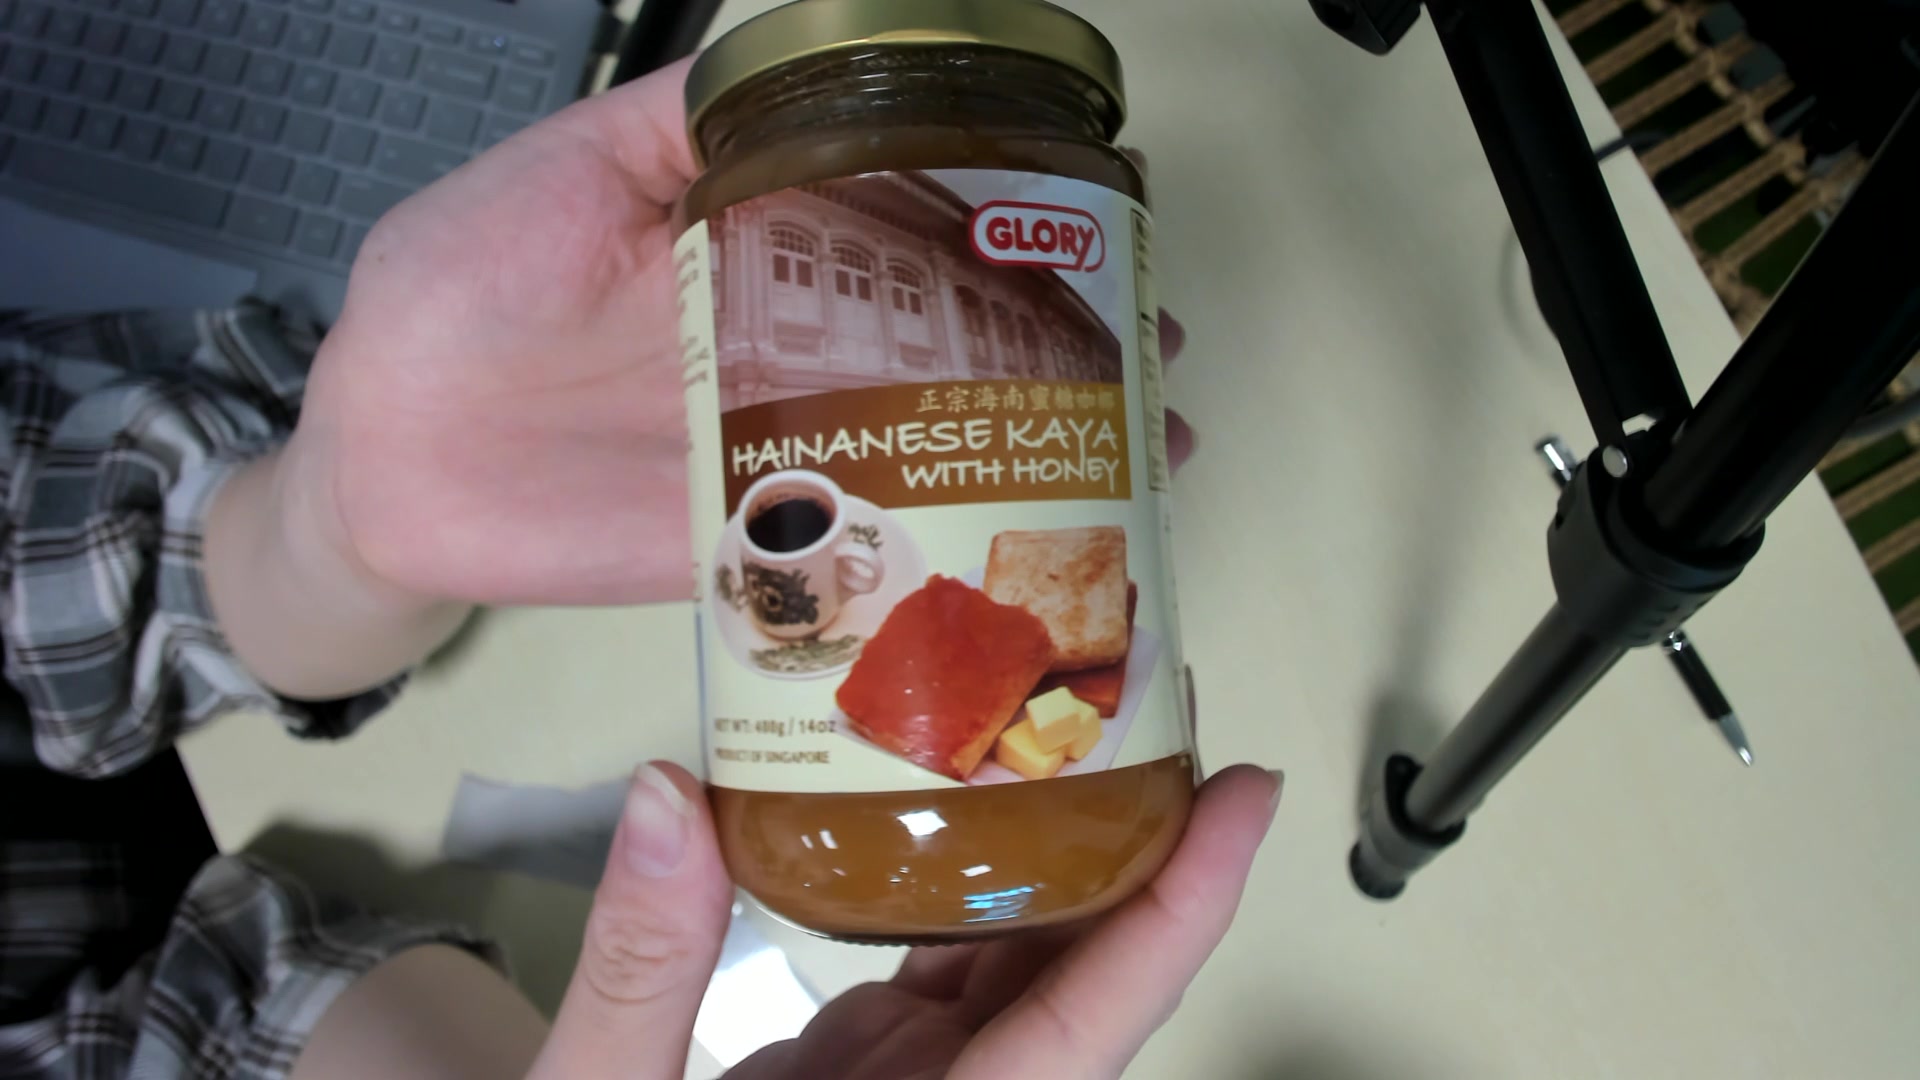 GLORY
正宗海南蜜糖咖椰
HAINANESE KAYA
WITH HONEY
NET WT: 400g / 14oz
PRODUCT OF SINGAPORE